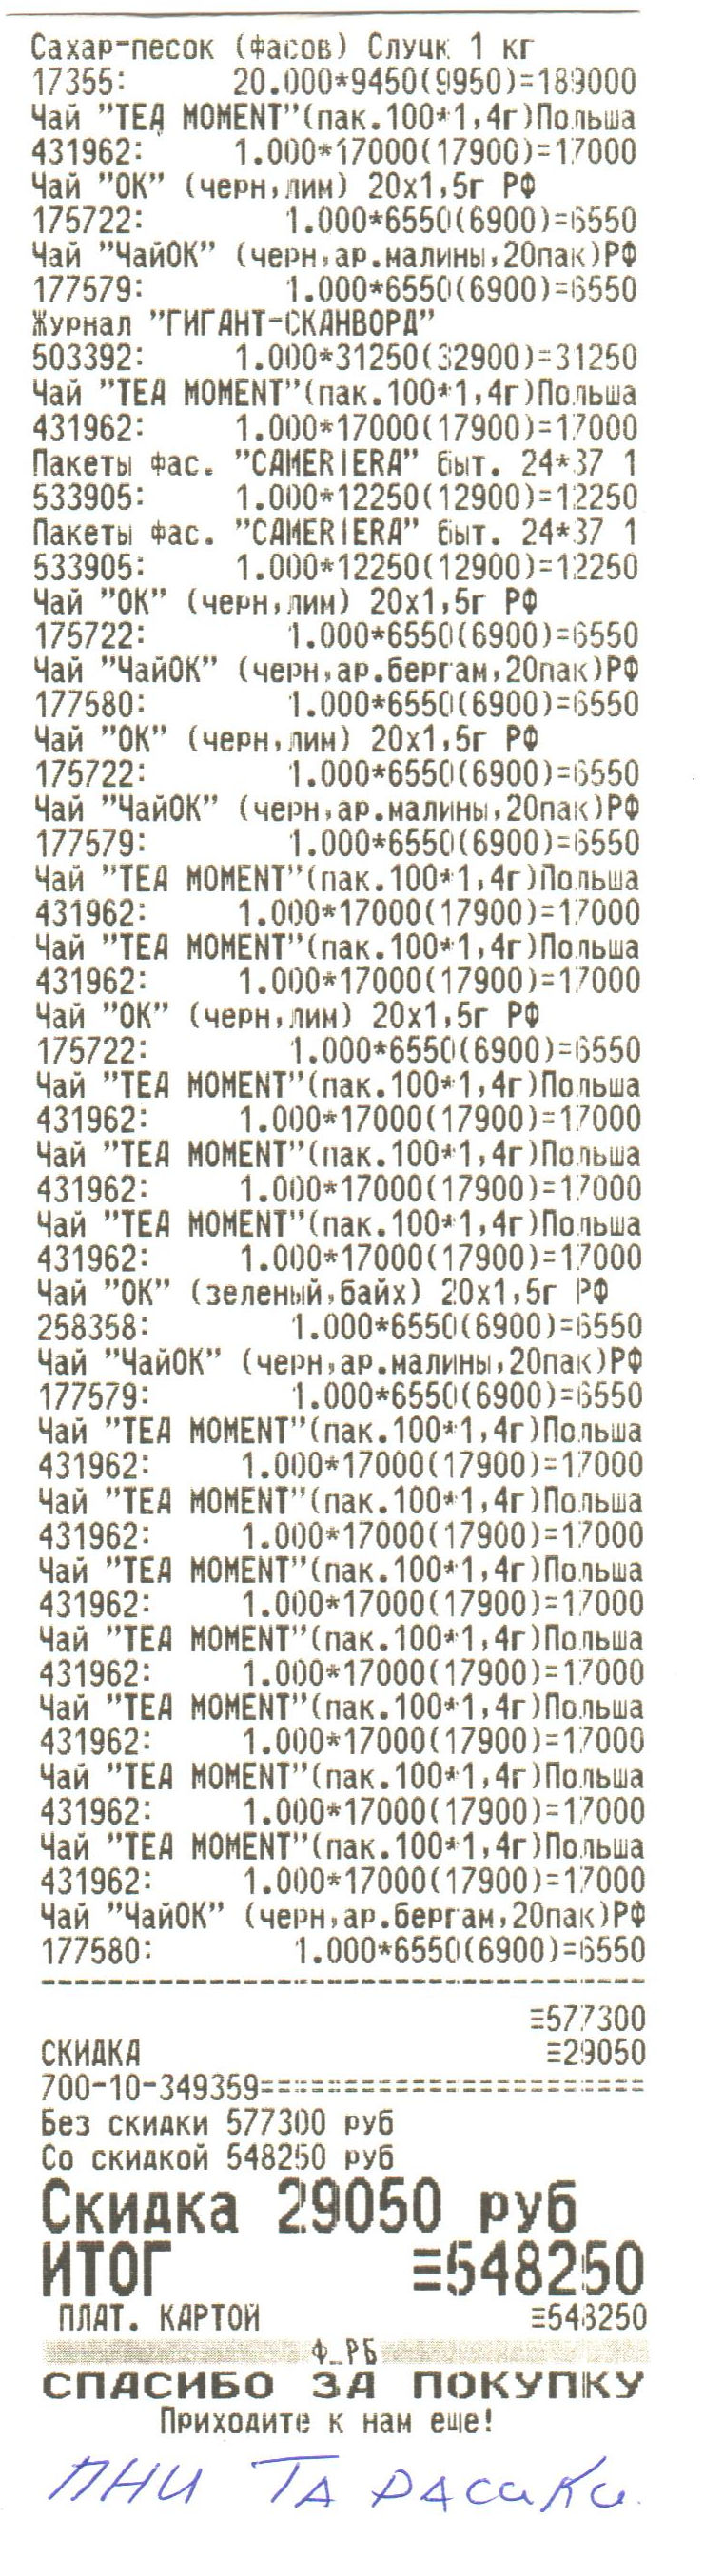 Сахар-песок (фасов) Слуцк 1 кг
17355: 20.000*9450(9950)=189000
Чай "TEA MOMENT"(пак.100*1,4г)Польша
431962: 1.000*17000(17900)=17000
Чай "ОК" (черн,лим) 20х1,5г РФ
175722: 1.000*6550(6900)=6550
Чай "ЧайОК" (черн,ар.малины,20пак)РФ
177579: 1.000*6550(6900)=6550
Журнал "ГИГАНТ-СКАНВОРД"
503392: 1.000*31250(32900)=31250
Чай "TEA MOMENT"(пак.100*1,4г)Польша
431962: 1.000*17000(17900)=17000
Пакеты фас. "CAMERIERA" быт. 24*37 1
533905: 1.000*12250(12900)=12250
Пакеты фас. "CAMERIERA" быт. 24*37 1
533905: 1.000*12250(12900)=12250
Чай "ОК" (черн,лим) 20х1,5г РФ
175722: 1.000*6550(6900)=6550
Чай "ЧайОК" (черн,ар.бергам,20пак)РФ
177580: 1.000*6550(6900)=6550
Чай "ОК" (черн,лим) 20х1,5г РФ
175722: 1.000*6550(6900)=6550
Чай "ЧайОК" (черн,ар.малины,20пак)РФ
177579: 1.000*6550(6900)=6550
Чай "TEA MOMENT"(пак.100*1,4г)Польша
431962: 1.000*17000(17900)=17000
Чай "TEA MOMENT"(пак.100*1,4г)Польша
431962: 1.000*17000(17900)=17000
Чай "ОК" (черн,лим) 20х1,5г РФ
175722: 1.000*6550(6900)=6550
Чай "TEA MOMENT"(пак.100*1,4г)Польша
431962: 1.000*17000(17900)=17000
Чай "TEA MOMENT"(пак.100*1,4г)Польша
431962: 1.000*17000(17900)=17000
Чай "TEA MOMENT"(пак.100*1,4г)Польша
431962: 1.000*17000(17900)=17000
Чай "ОК" (зеленый,байх) 20х1,5г РФ
258358: 1.000*6550(6900)=6550
Чай "ЧайОК" (черн,ар.малины,20пак)РФ
177579: 1.000*6550(6900)=6550
Чай "TEA MOMENT"(пак.100*1,4г)Польша
431962: 1.000*17000(17900)=17000
Чай "TEA MOMENT"(пак.100*1,4г)Польша
431962: 1.000*17000(17900)=17000
Чай "TEA MOMENT"(пак.100*1,4г)Польша
431962: 1.000*17000(17900)=17000
Чай "TEA MOMENT"(пак.100*1,4г)Польша
431962: 1.000*17000(17900)=17000
Чай "TEA MOMENT"(пак.100*1,4г)Польша
431962: 1.000*17000(17900)=17000
Чай "TEA MOMENT"(пак.100*1,4г)Польша
431962: 1.000*17000(17900)=17000
Чай "TEA MOMENT"(пак.100*1,4г)Польша
431962: 1.000*17000(17900)=17000
Чай "ЧайОК" (черн,ар.бергам,20пак)РФ
177580: 1.000*6550(6900)=6550
------------------------------------
≡577300
СКИДКА ≡29050
700-10-349359=======================
Без скидки 577300 руб
Со скидкой 548250 руб
Скидка 29050 руб
ИТОГ ≡548250
ПЛАТ. КАРТОЙ ≡548250
Ф_РБ
СПАСИБО ЗА ПОКУПКУ
Приходите к нам еще!
ПНИ Тарасики.